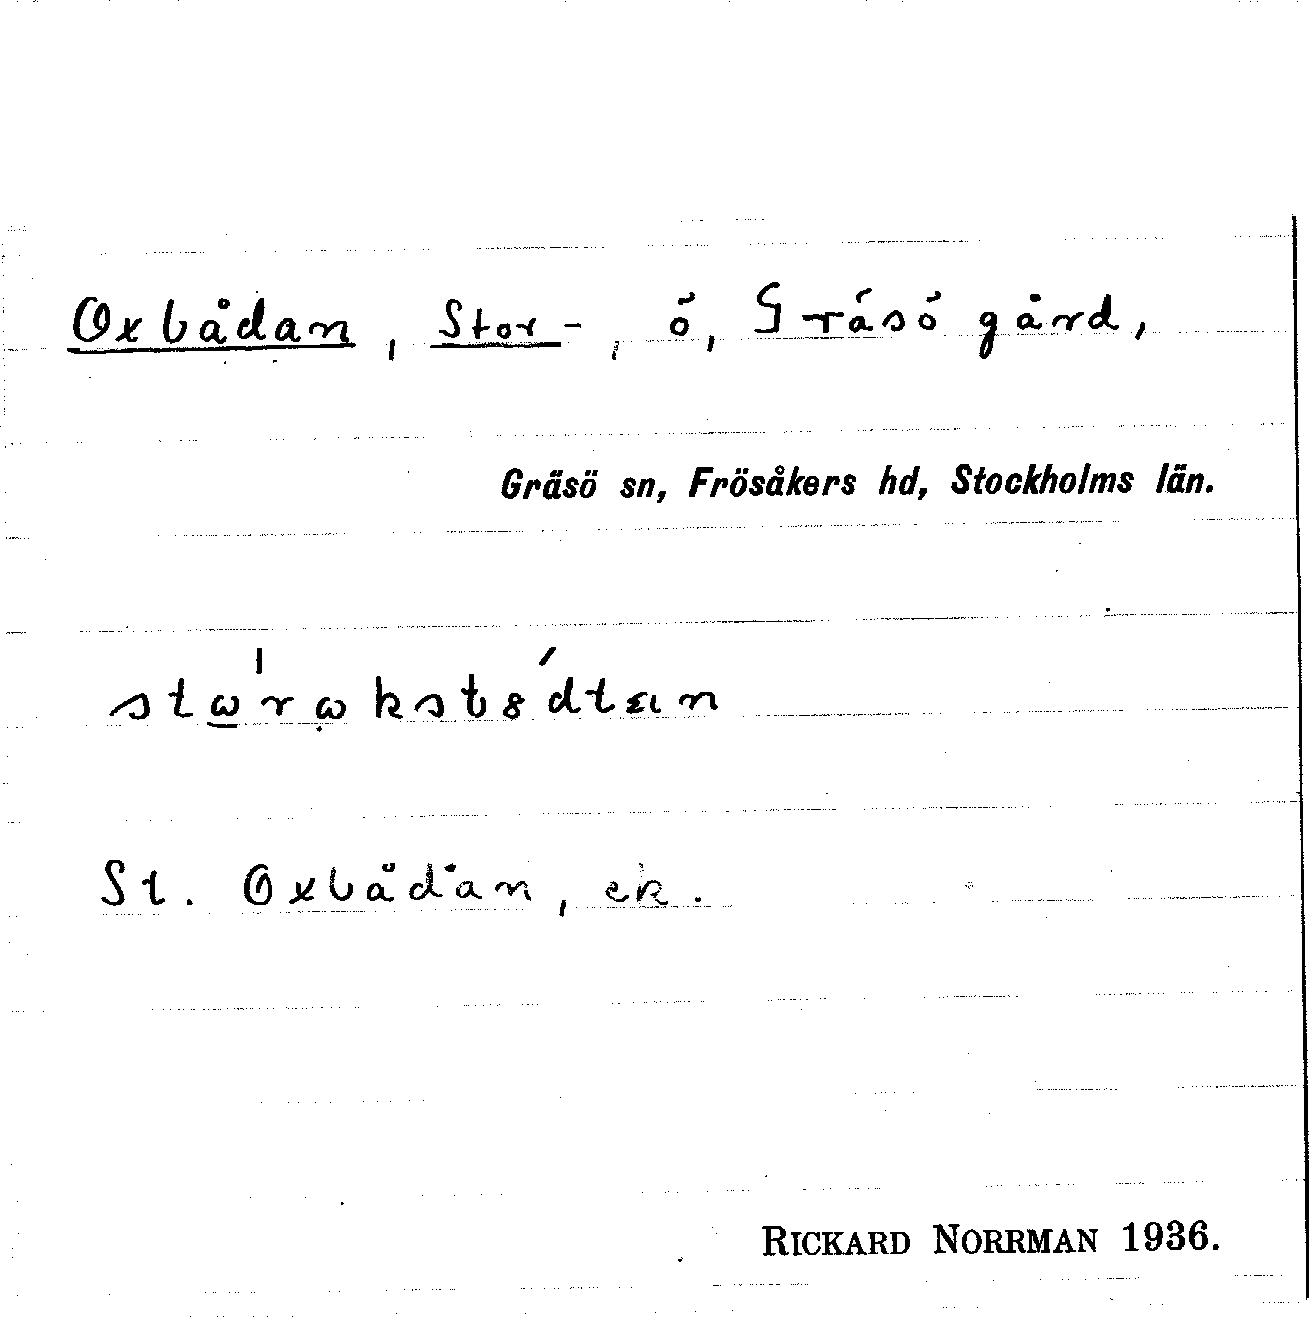 Oxbådan, Stor-, ö, Gräsö gård,
Gräsö sn, Frösåkers hd, Stockholms län.
St. Oxbådan, ek.
RICKARD NORRMAN 1936.